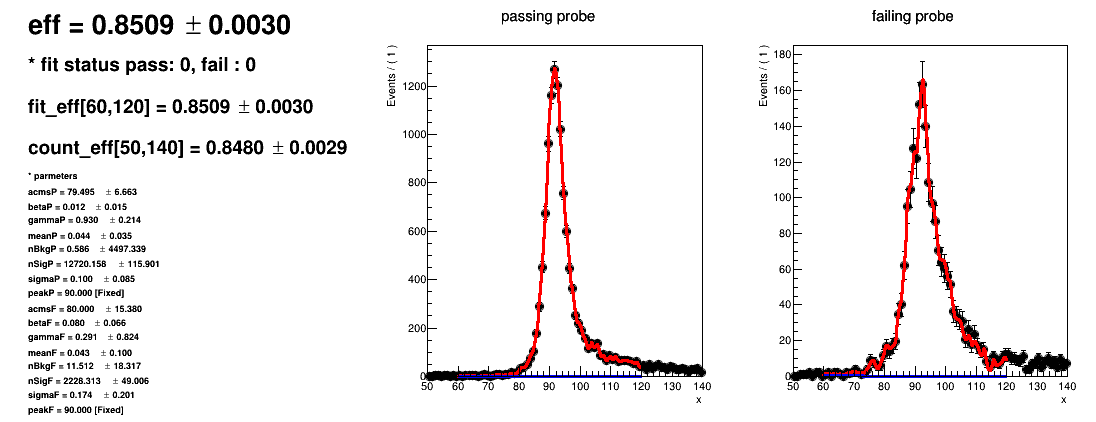 eff = 0.8509 ± 0.0030
* fit status pass: 0, fail : 0
fit_eff[60,120] = 0.8509 ± 0.0030
count_eff[50,140] = 0.8480 ± 0.0029
* parmeters
acmsP = 79.495 ± 6.663
betaP = 0.012 ± 0.015
gammaP = 0.930 ± 0.214
meanP = 0.044 ± 0.035
nBkgP = 0.586 ± 4497.339
nSigP = 12720.158 ± 115.901
sigmaP = 0.100 ± 0.085
peakP = 90.000 [Fixed]
acmsF = 80.000 ± 15.380
betaF = 0.080 ± 0.066
gammaF = 0.291 ± 0.824
meanF = 0.043 ± 0.100
nBkgF = 11.512 ± 18.317
nSigF = 2228.313 ± 49.006
sigmaF = 0.174 ± 0.201
peakF = 90.000 [Fixed]
passing probe
Events / ( 1 )
1200
1000
800
600
400
200
0
50 60 70 80 90 100 110 120 130 140
x
failing probe
Events / ( 1 )
180
160
140
120
100
80
60
40
20
0
50 60 70 80 90 100 110 120 130 140
x